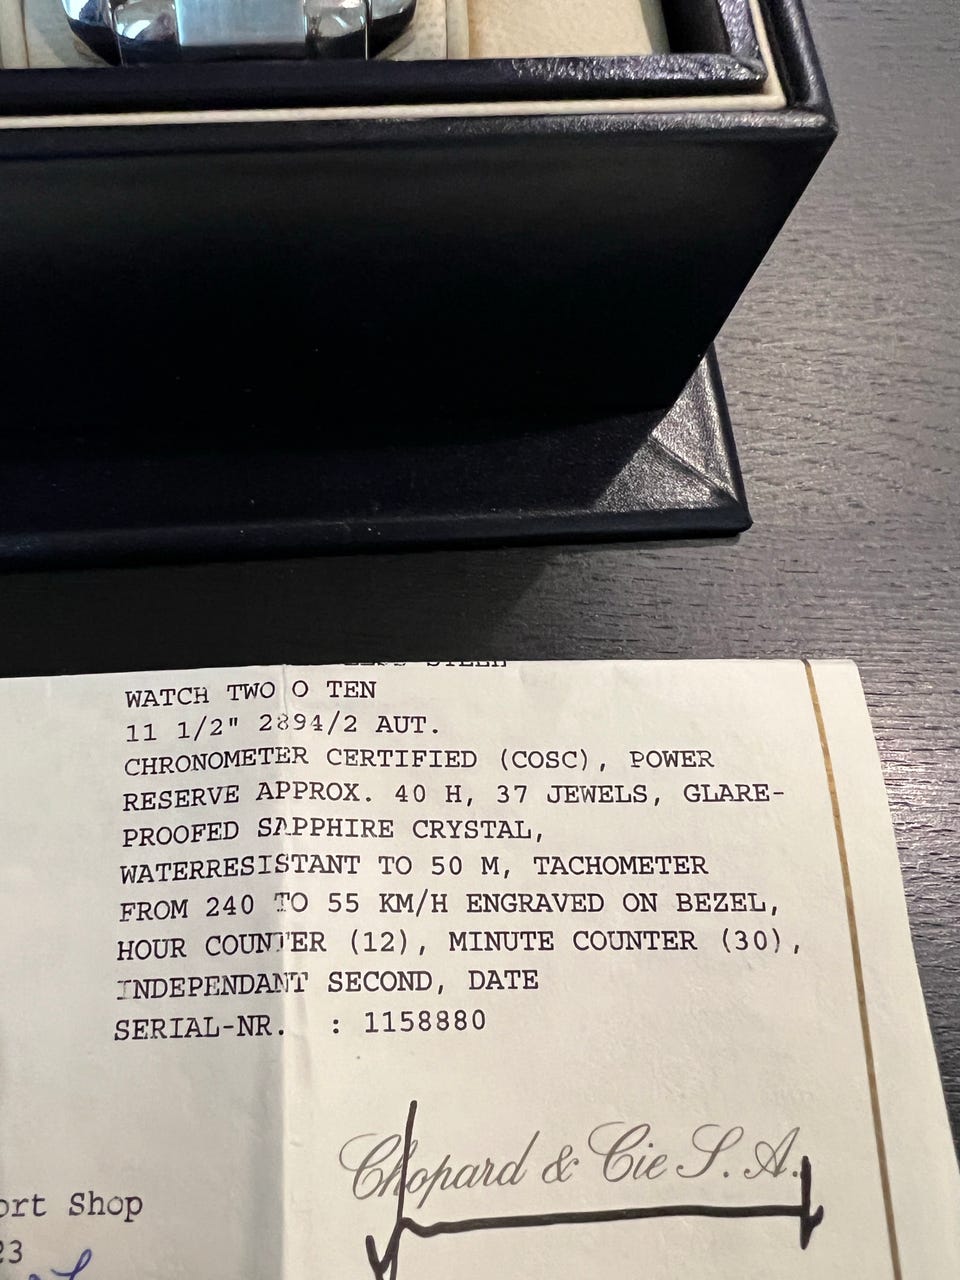 STEEL
WATCH TWO O TEN
11 1/2" 2894/2 AUT.
CHRONOMETER CERTIFIED (COSC), POWER
RESERVE APPROX. 40 H, 37 JEWELS, GLARE-
PROOFED SAPPHIRE CRYSTAL,
WATERRESISTANT TO 50 M, TACHOMETER
FROM 240 TO 55 KM/H ENGRAVED ON BEZEL,
HOUR COUNTER (12), MINUTE COUNTER (30),
INDEPENDANT SECOND, DATE
SERIAL-NR. : 1158880
Chopard & Cie S.A.
ort Shop
23